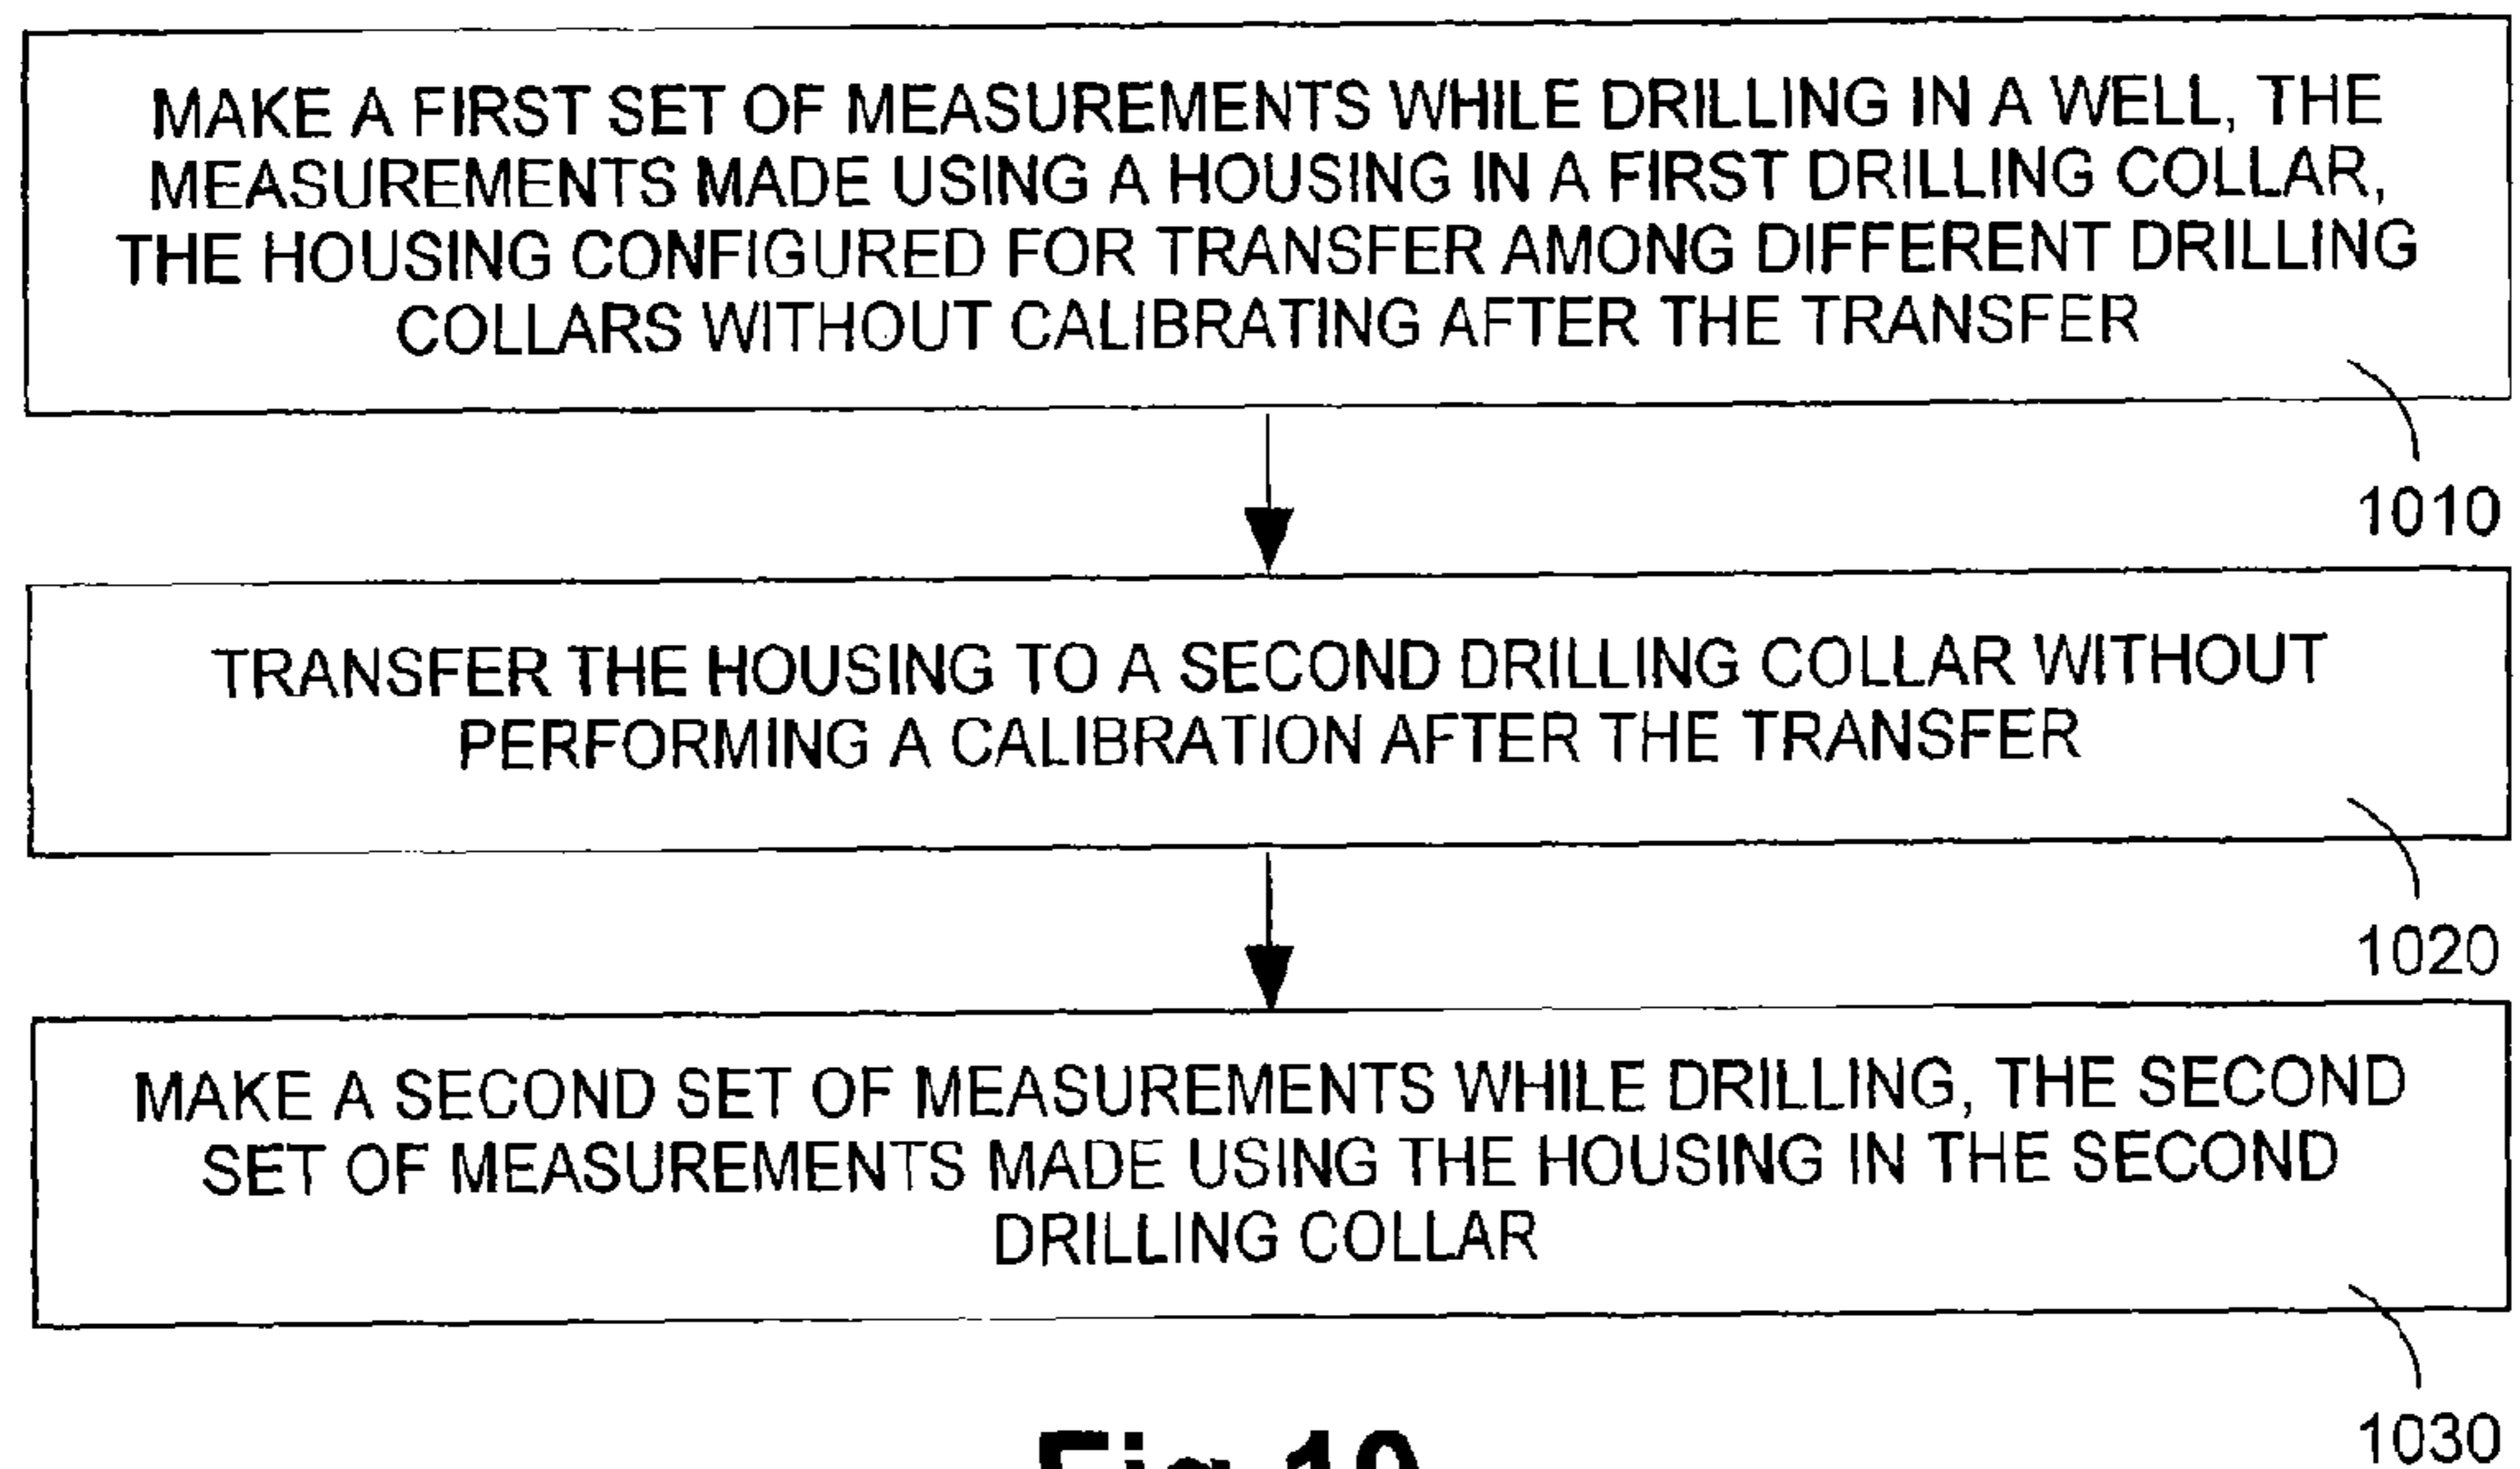 MAKE A FIRST SET OF MEASUREMENTS WHILE DRILLING IN A WELL, THE
MEASUREMENTS MADE USING A HOUSING IN A FIRST DRILLING COLLAR,
THE HOUSING CONFIGURED FOR TRANSFER AMONG DIFFERENT DRILLING
COLLARS WITHOUT CALIBRATING AFTER THE TRANSFER
1010
TRANSFER THE HOUSING TO A SECOND DRILLING COLLAR WITHOUT
PERFORMING A CALIBRATION AFTER THE TRANSFER
1020
MAKE A SECOND SET OF MEASUREMENTS WHILE DRILLING, THE SECOND
SET OF MEASUREMENTS MADE USING THE HOUSING IN THE SECOND
DRILLING COLLAR
1030